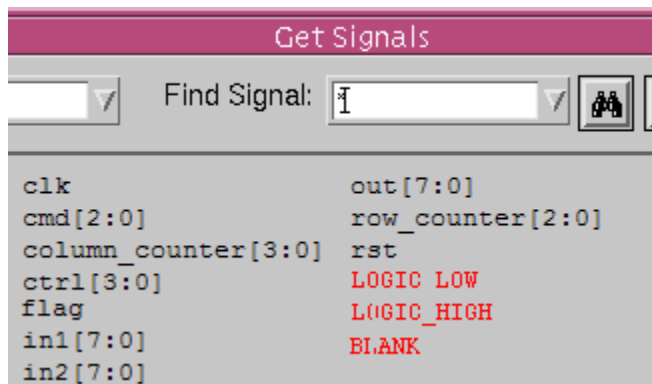 Get Signals
Find Signal: *
clk
cmd[2:0]
column_counter[3:0]
ctrl[3:0]
flag
in1[7:0]
in2[7:0]
out[7:0]
row_counter[2:0]
rst
LOGIC_LOW
LOGIC_HIGH
BLANK